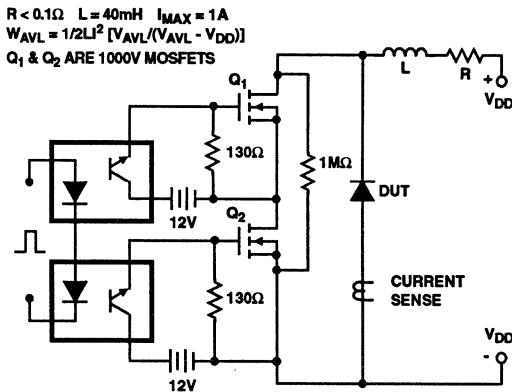 R < 0.1Ω L = 40mH I_MAX = 1A
W_AVL = 1/2LI² [V_AVL/(V_AVL - V_DD)]
Q₁ & Q₂ ARE 1000V MOSFETS
Q₁
L
R
+
V_DD
130Ω
1MΩ
12V
DUT
Q₂
130Ω
CURRENT
SENSE
12V
V_DD
-